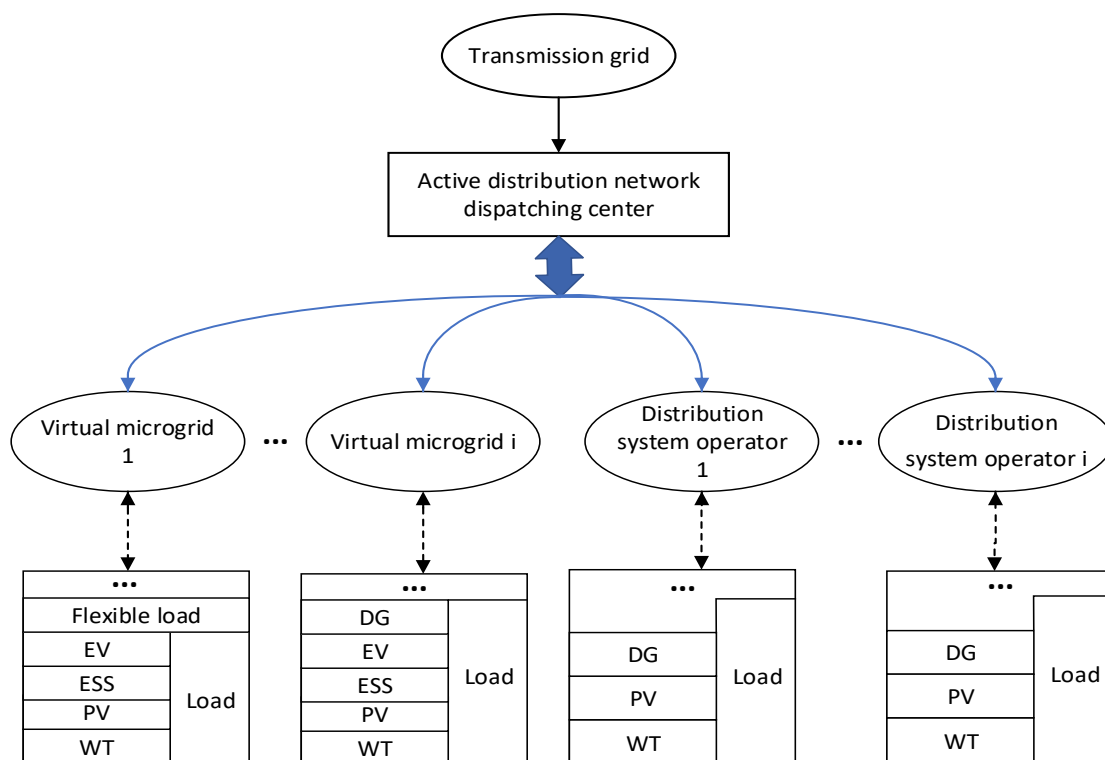 Transmission grid
Active distribution network
dispatching center
Virtual microgrid
1
...
Virtual microgrid i
Distribution
system operator
1
...
Distribution
system operator i
...
Flexible load
EV
ESS
PV
WT
Load
...
DG
EV
ESS
PV
WT
Load
...
DG
PV
WT
Load
...
DG
PV
WT
Load